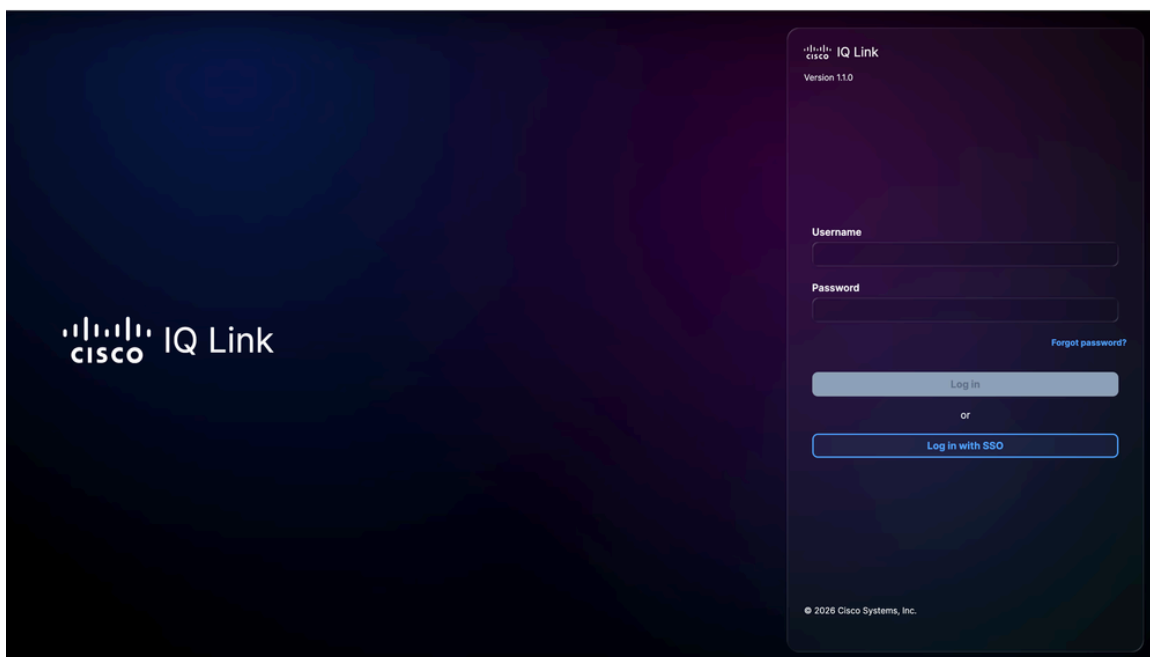 CISCO IQ Link
Version 1.1.0
Username
Password
Forgot password?
Log in
or
Log in with SSO
© 2026 Cisco Systems, Inc.
CISCO IQ Link